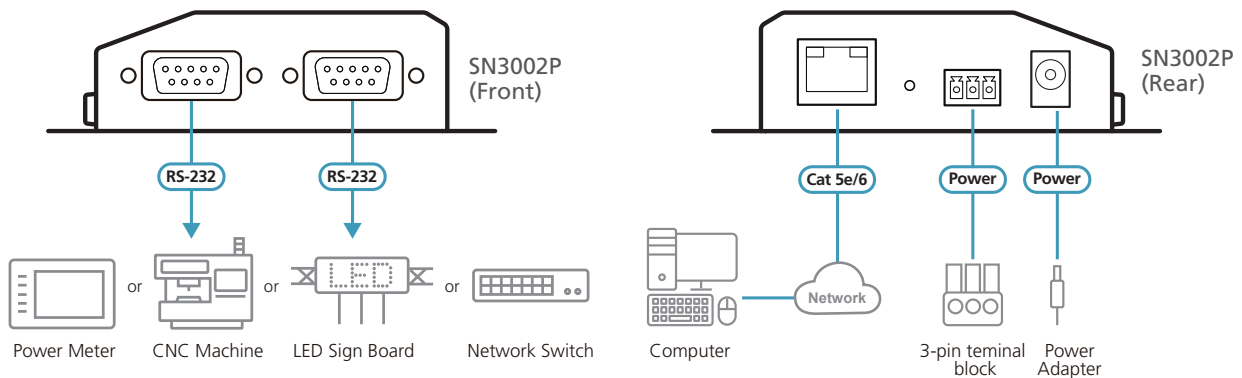 SN3002P
(Front)
SN3002P
(Rear)
RS-232
RS-232
Cat 5e/6
Power
Power
or
or
LED
or
Network
Power Meter
CNC Machine
LED Sign Board
Network Switch
Computer
3-pin teminal
block
Power
Adapter